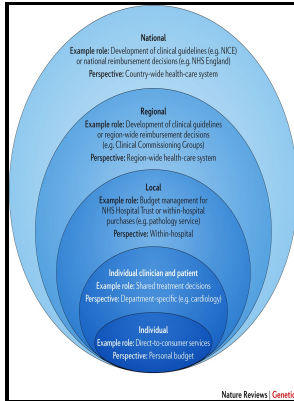 National
Example role: Development of clinical guidelines (e.g. NICE)
or national reimbursement decisions (e.g. NHS England)
Perspective: Country-wide health-care system
Regional
Example role: Development of clinical guidelines
or region-wide reimbursement decisions
(e.g. Clinical Commissioning Groups)
Perspective: Region-wide health-care system
Local
Example role: Budget management for
NHS Hospital Trust or within-hospital
purchases (e.g. pathology service)
Perspective: Within-hospital
Individual clinician and patient
Example role: Shared treatment decisions
Perspective: Department-specific (e.g. cardiology)
Individual
Example role: Direct-to-consumer services
Perspective: Personal budget
Nature Reviews | Genetic